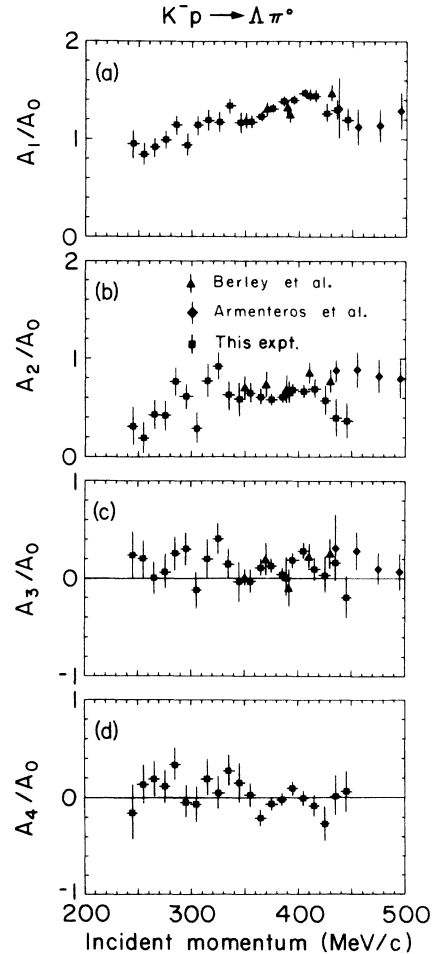 K⁻p → Λπ°
(a)
2
1
0
A₁/A₀
(b)
Berley et al.
Armenteros et al.
This expt.
2
1
0
A₂/A₀
(c)
1
0
-1
A₃/A₀
(d)
1
0
-1
A₄/A₀
200 300 400 500
Incident momentum (MeV/c)